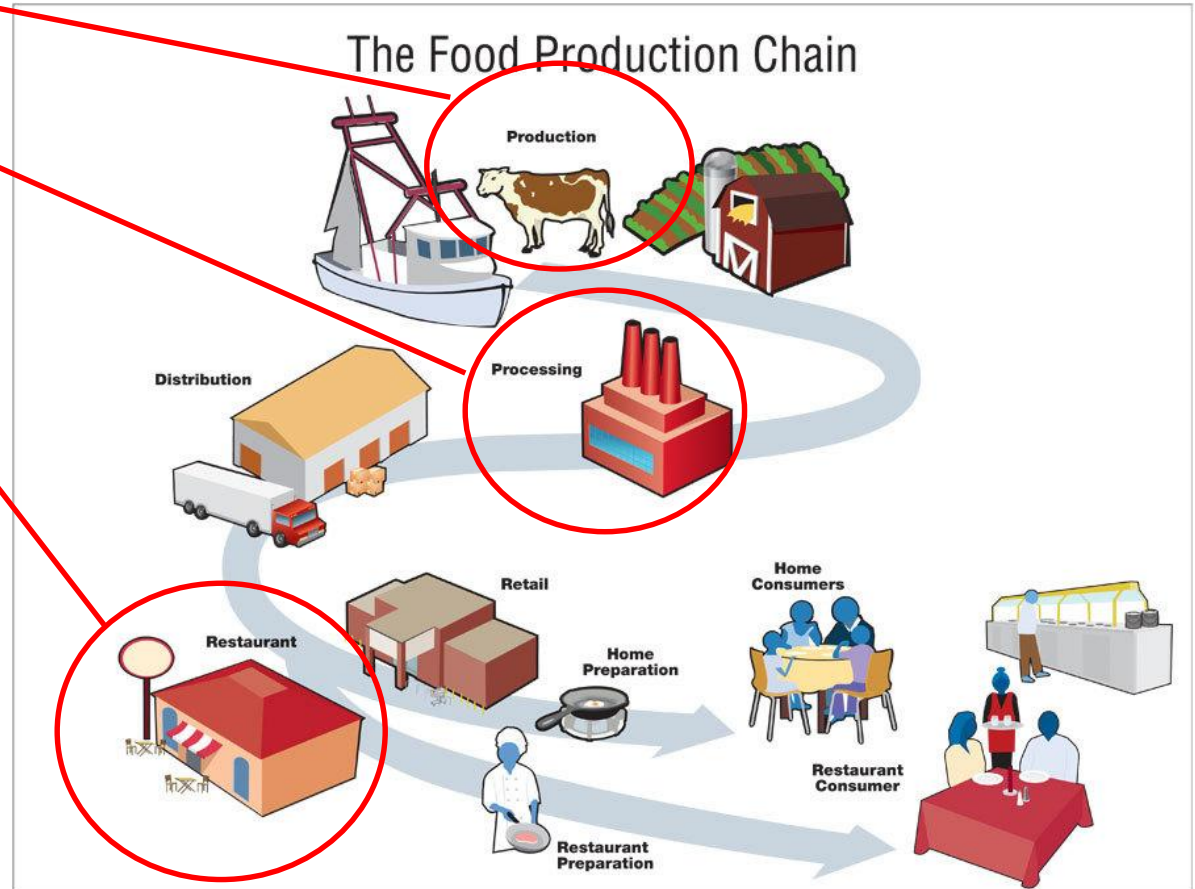 The Food Production Chain
Production
Processing
Distribution
Retail
Home
Consumers
Restaurant
Home
Preparation
Restaurant
Consumer
Restaurant
Preparation